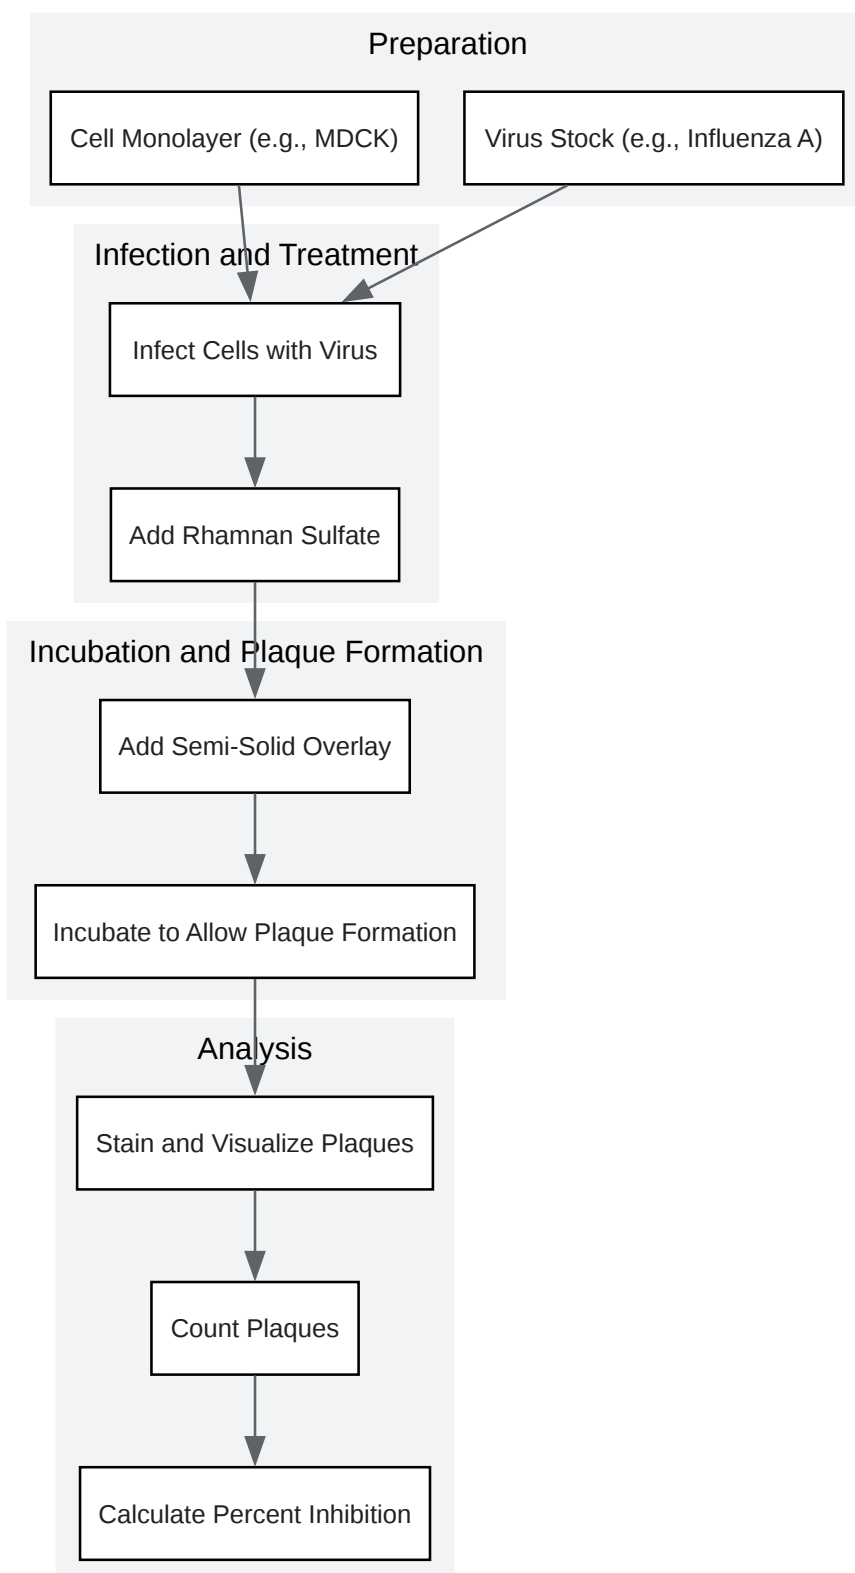 Preparation
Cell Monolayer (e.g., MDCK)
Virus Stock (e.g., Influenza A)
Infection and Treatment
Infect Cells with Virus
Add Rhamnan Sulfate
Incubation and Plaque Formation
Add Semi-Solid Overlay
Incubate to Allow Plaque Formation
Analysis
Stain and Visualize Plaques
Count Plaques
Calculate Percent Inhibition